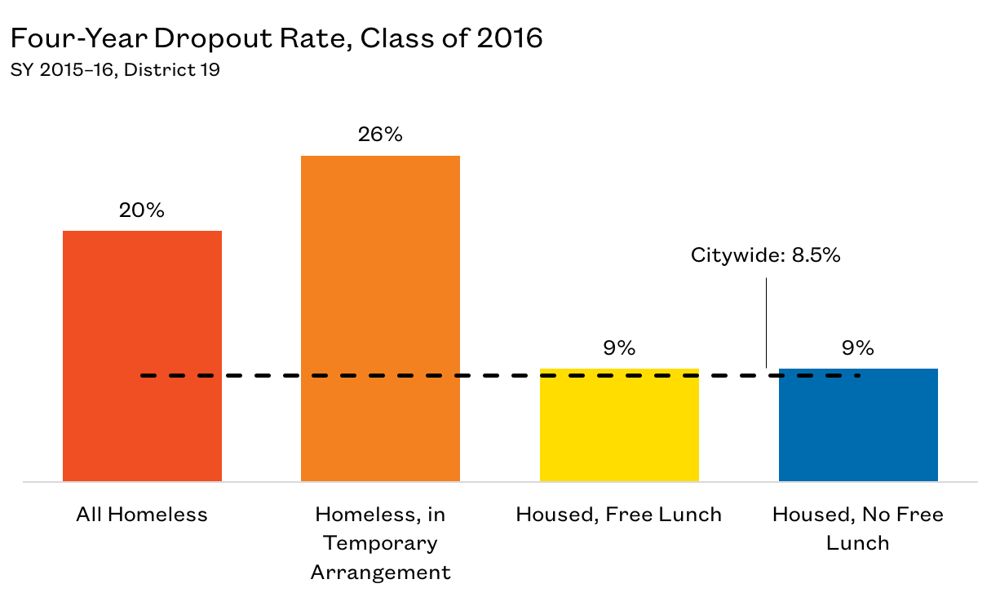 Four-Year Dropout Rate, Class of 2016
SY 2015–16, District 19
26%
20%
Citywide: 8.5%
9%
9%
All Homeless
Homeless, in
Temporary
Arrangement
Housed, Free Lunch
Housed, No Free
Lunch